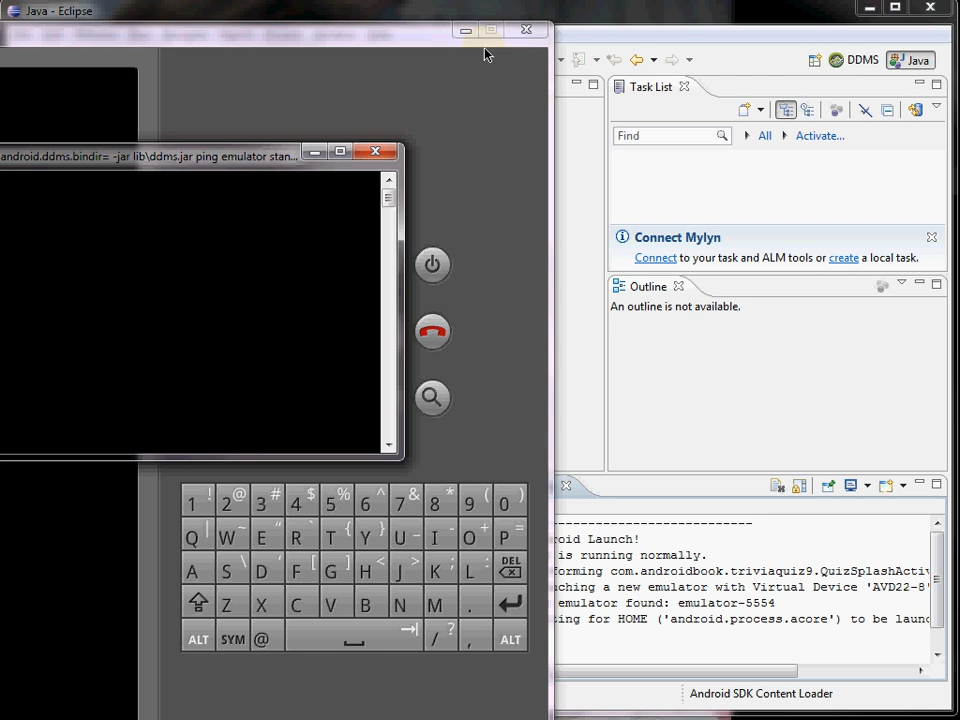 Java - Eclipse
DDMS
Java
Task List
Find
All
Activate...
android.ddms.bindir= -jar lib\ddms.jar ping emulator stan...
Connect Mylyn
Connect to your task and ALM tools or create a local task.
Outline
An outline is not available.
1 ! 2 @ 3 # 4 $ 5 % 6 ^ 7 & 8 * 9 ( 0 )
Q | W ~ E " R ` T { Y } U _ I - O + P =
A S \ D ' F [ G ] H < J > K ; L : DEL
Z X C V B N M .
ALT SYM @ / ? , ALT
------------------------
roid Launch!
is running normally.
forming com.androidbook.triviaquiz9.QuizSplashActiv
ching a new emulator with Virtual Device 'AVD22-8'
emulator found: emulator-5554
ing for HOME ('android.process.acore') to be launc
Android SDK Content Loader